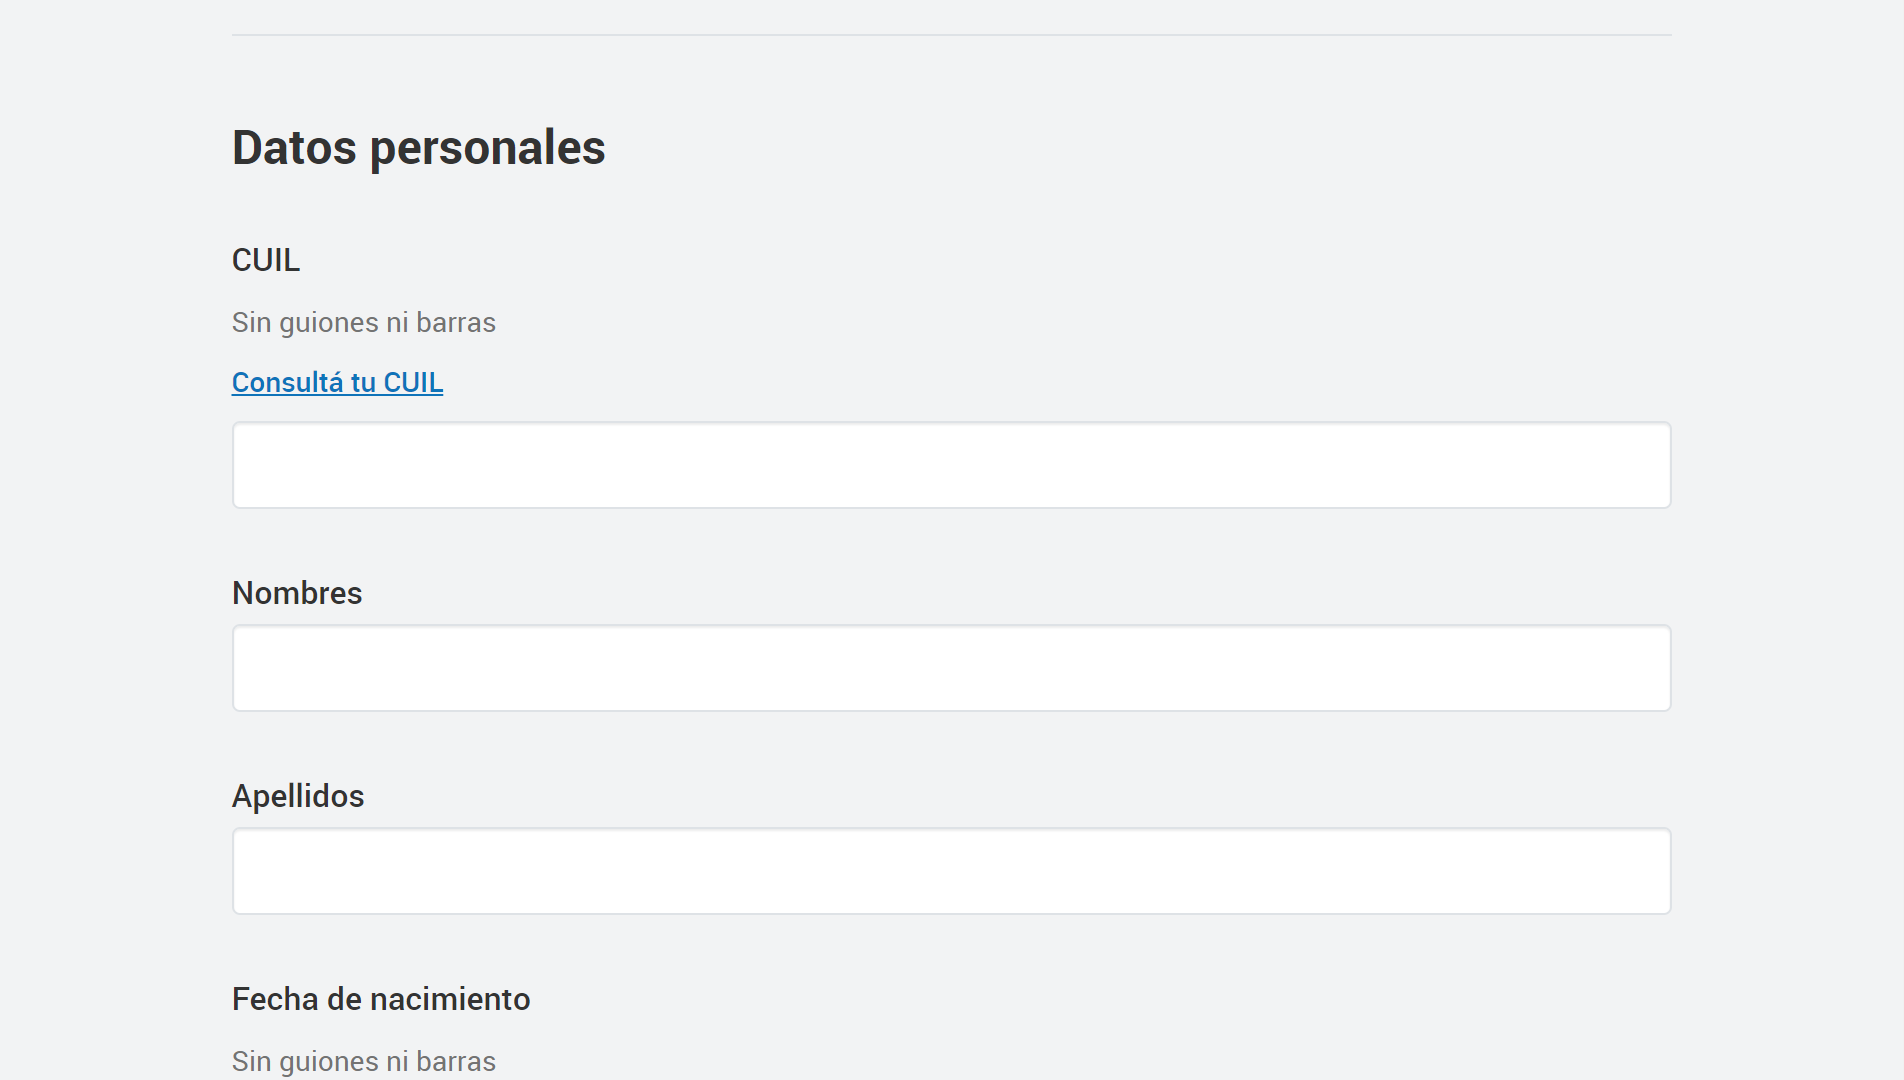 Datos personales
CUIL
Sin guiones ni barras
Consultá tu CUIL
Nombres
Apellidos
Fecha de nacimiento
Sin guiones ni barras